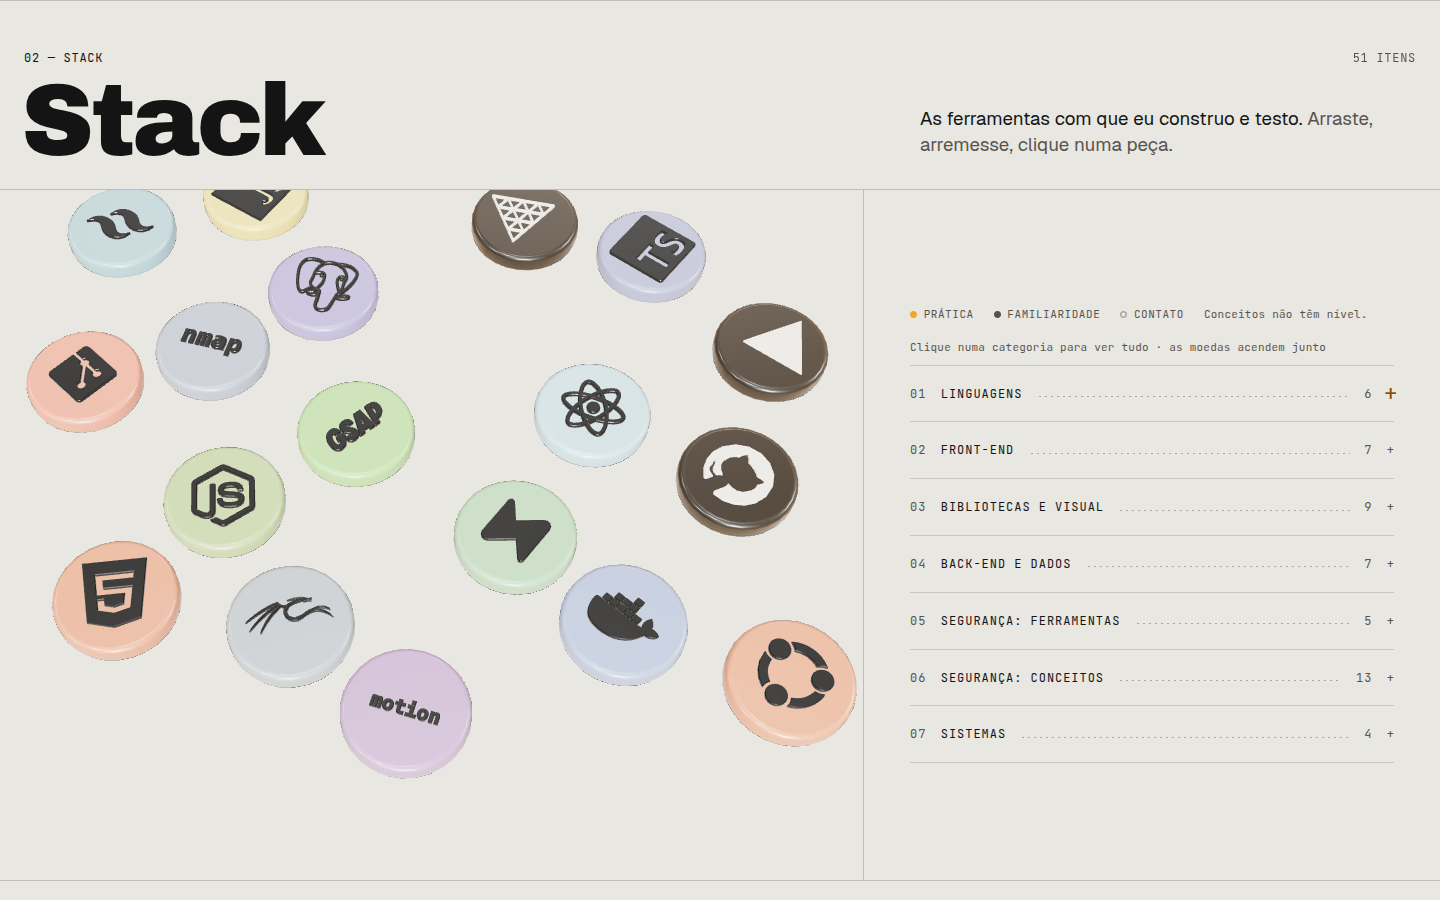 02 — STACK
51 ITENS
Stack
As ferramentas com que eu construo e testo. Arraste,
arremesse, clique numa peça.
TS
nmap
GSAP
JS
5
motion
PRÁTICA FAMILIARIDADE CONTATO Conceitos não têm nível.
Clique numa categoria para ver tudo · as moedas acendem junto
01 LINGUAGENS 6 +
02 FRONT-END 7 +
03 BIBLIOTECAS E VISUAL 9 +
04 BACK-END E DADOS 7 +
05 SEGURANÇA: FERRAMENTAS 5 +
06 SEGURANÇA: CONCEITOS 13 +
07 SISTEMAS 4 +